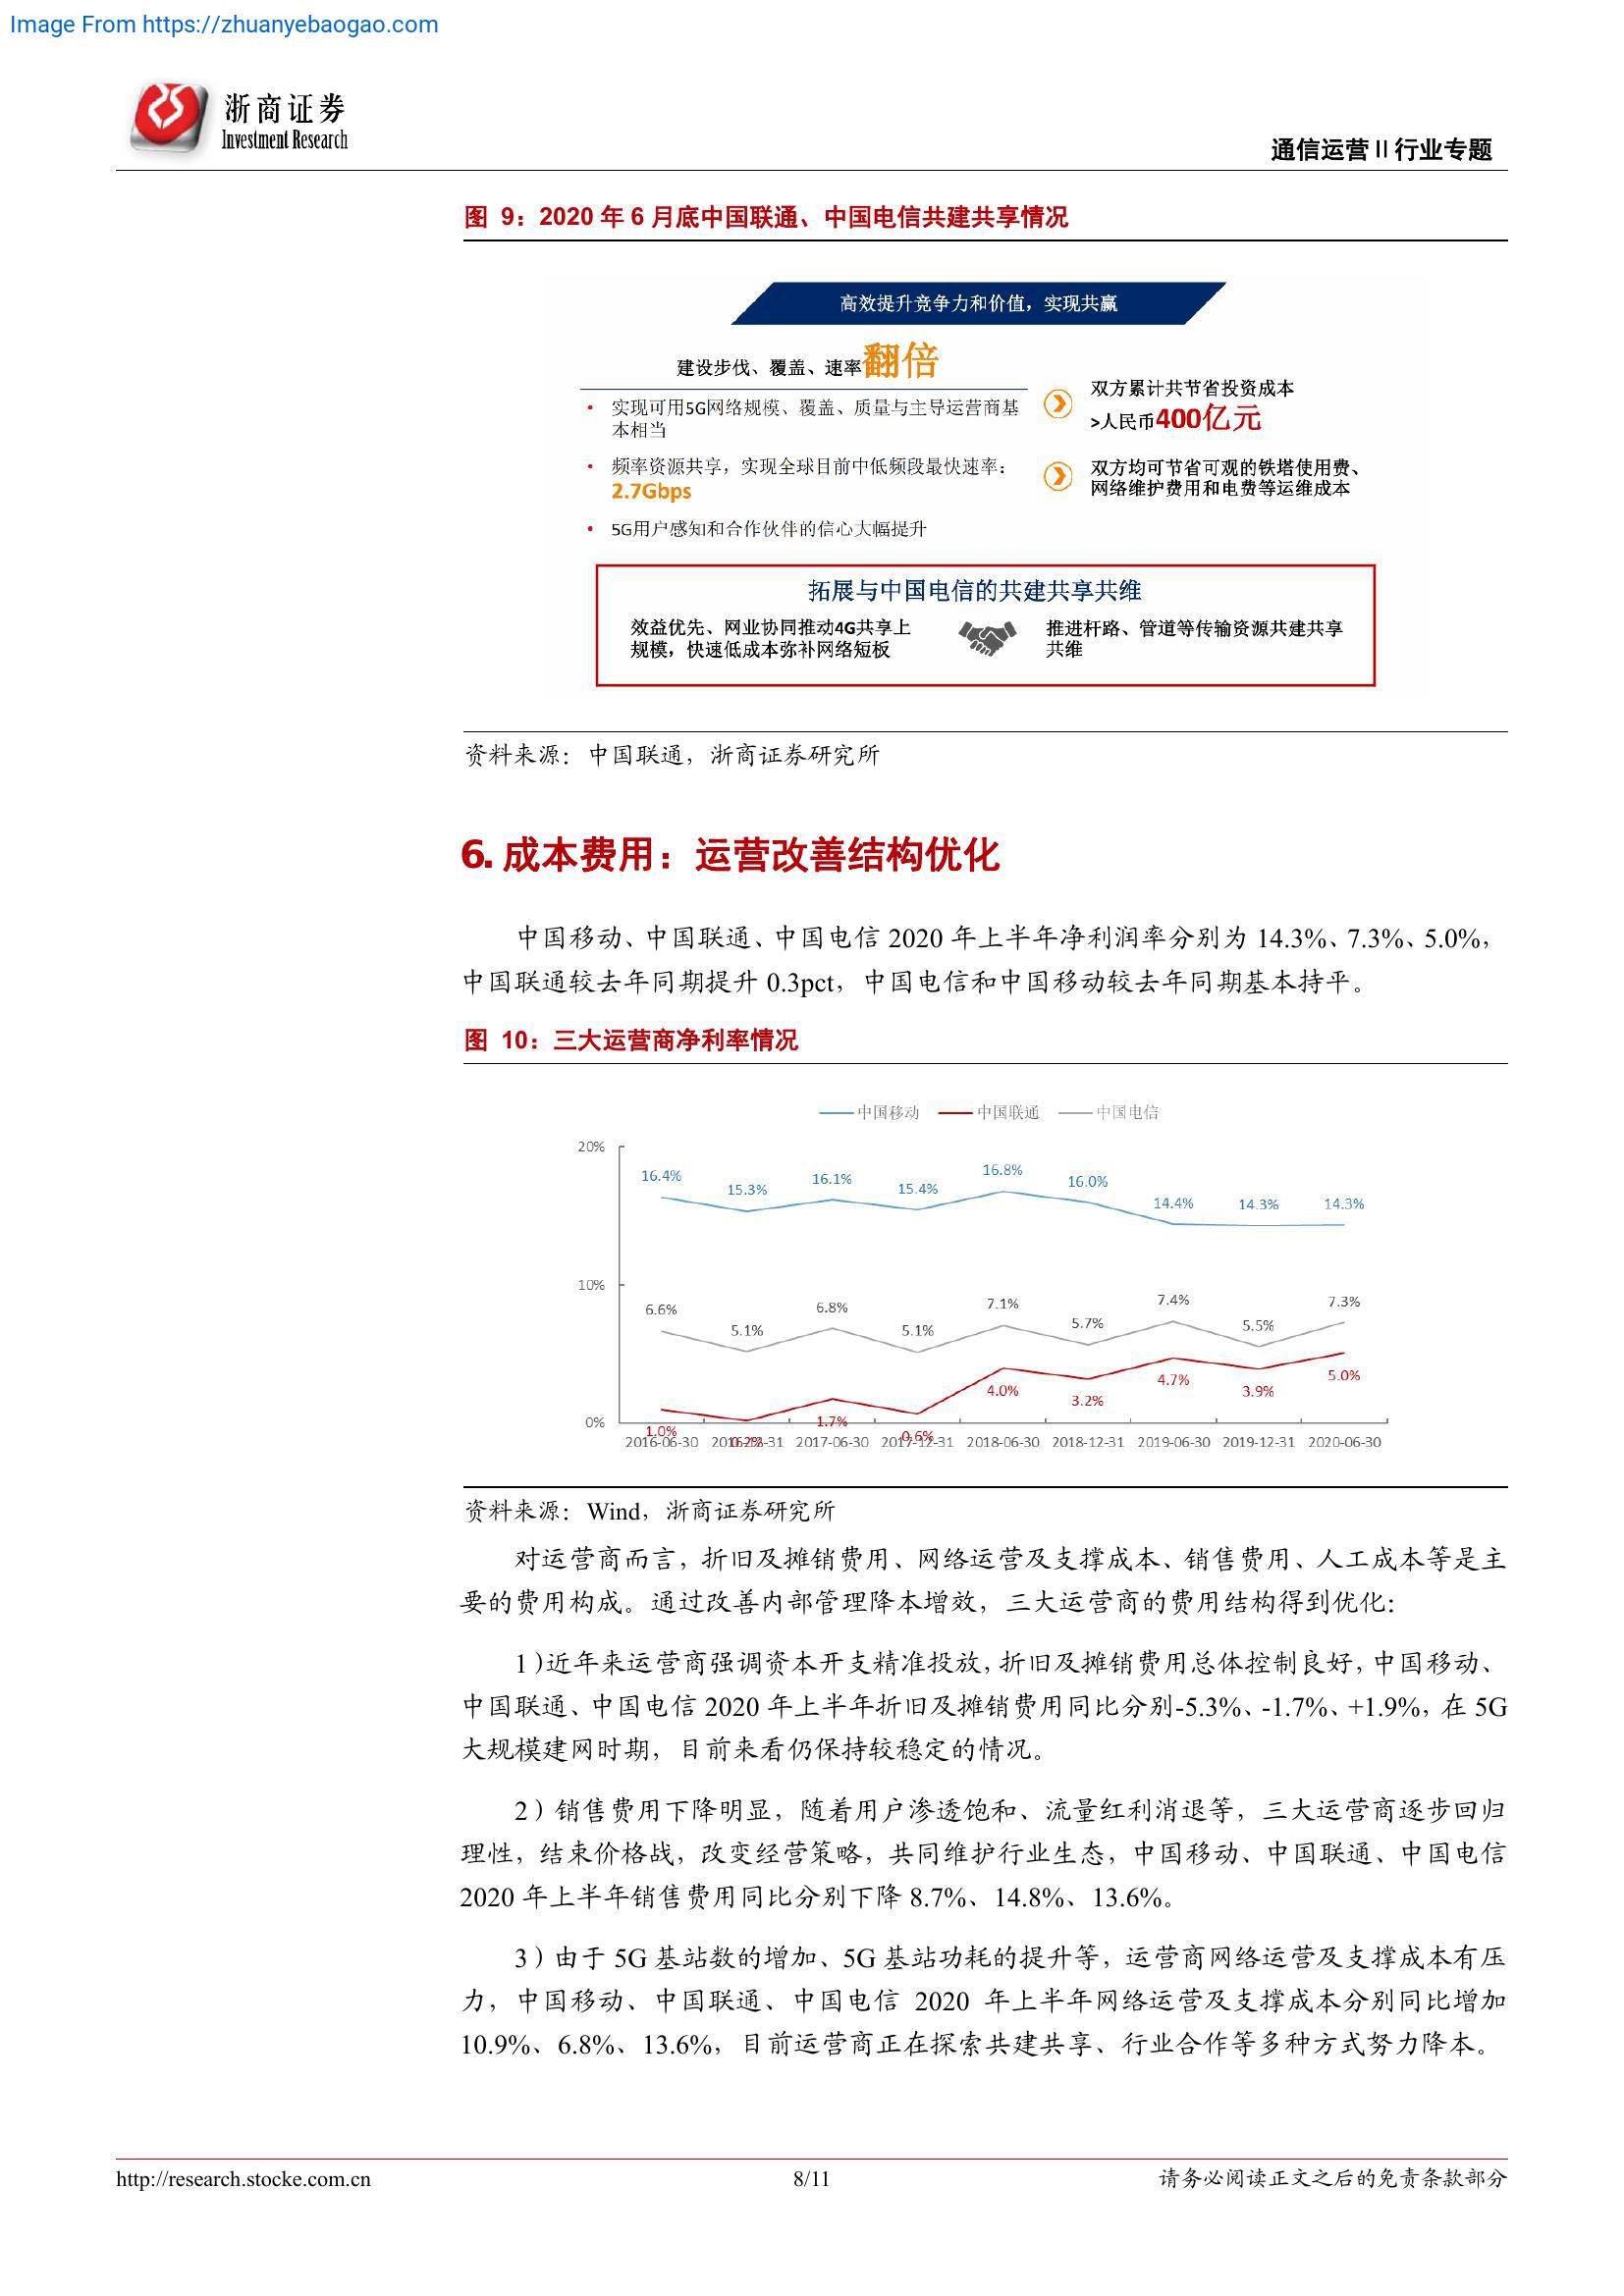 Image From https://zhuanyebaogao.com
浙商证券
Investment Research
通信运营Ⅱ行业专题
图 9：2020 年 6 月底中国联通、中国电信共建共享情况
高效提升竞争力和价值，实现共赢
建设步伐、覆盖、速率翻倍
• 实现可用5G网络规模、覆盖、质量与主导运营商基
本相当
• 频率资源共享，实现全球目前中低频段最快速率：
2.7Gbps
• 5G用户感知和合作伙伴的信心大幅提升
双方累计共节省投资成本
>人民币400亿元
双方均可节省可观的铁塔使用费、
网络维护费用和电费等运维成本
拓展与中国电信的共建共享共维
效益优先、网业协同推动4G共享上
规模，快速低成本弥补网络短板
推进杆路、管道等传输资源共建共享
共维
资料来源：中国联通，浙商证券研究所
6. 成本费用：运营改善结构优化
中国移动、中国联通、中国电信 2020 年上半年净利润率分别为 14.3%、7.3%、5.0%，
中国联通较去年同期提升 0.3pct，中国电信和中国移动较去年同期基本持平。
图 10：三大运营商净利率情况
中国移动 中国联通 中国电信
20%
16.4% 15.3% 16.1% 15.4% 16.8% 16.0% 14.4% 14.3% 14.3%
10%
6.6% 5.1% 6.8% 5.1% 7.1% 5.7% 7.4% 5.5% 7.3%
0%
1.0% 0.2% 1.7% 0.6% 4.0% 3.2% 4.7% 3.9% 5.0%
2016-06-30 2016-12-31 2017-06-30 2017-12-31 2018-06-30 2018-12-31 2019-06-30 2019-12-31 2020-06-30
资料来源：Wind，浙商证券研究所
对运营商而言，折旧及摊销费用、网络运营及支撑成本、销售费用、人工成本等是主
要的费用构成。通过改善内部管理降本增效，三大运营商的费用结构得到优化：
1）近年来运营商强调资本开支精准投放，折旧及摊销费用总体控制良好，中国移动、
中国联通、中国电信 2020 年上半年折旧及摊销费用同比分别-5.3%、-1.7%、+1.9%，在 5G
大规模建网时期，目前来看仍保持较稳定的情况。
2）销售费用下降明显，随着用户渗透饱和、流量红利消退等，三大运营商逐步回归
理性，结束价格战，改变经营策略，共同维护行业生态，中国移动、中国联通、中国电信
2020 年上半年销售费用同比分别下降 8.7%、14.8%、13.6%。
3）由于 5G 基站数的增加、5G 基站功耗的提升等，运营商网络运营及支撑成本有压
力，中国移动、中国联通、中国电信 2020 年上半年网络运营及支撑成本分别同比增加
10.9%、6.8%、13.6%，目前运营商正在探索共建共享、行业合作等多种方式努力降本。
http://research.stocke.com.cn
8/11
请务必阅读正文之后的免责条款部分